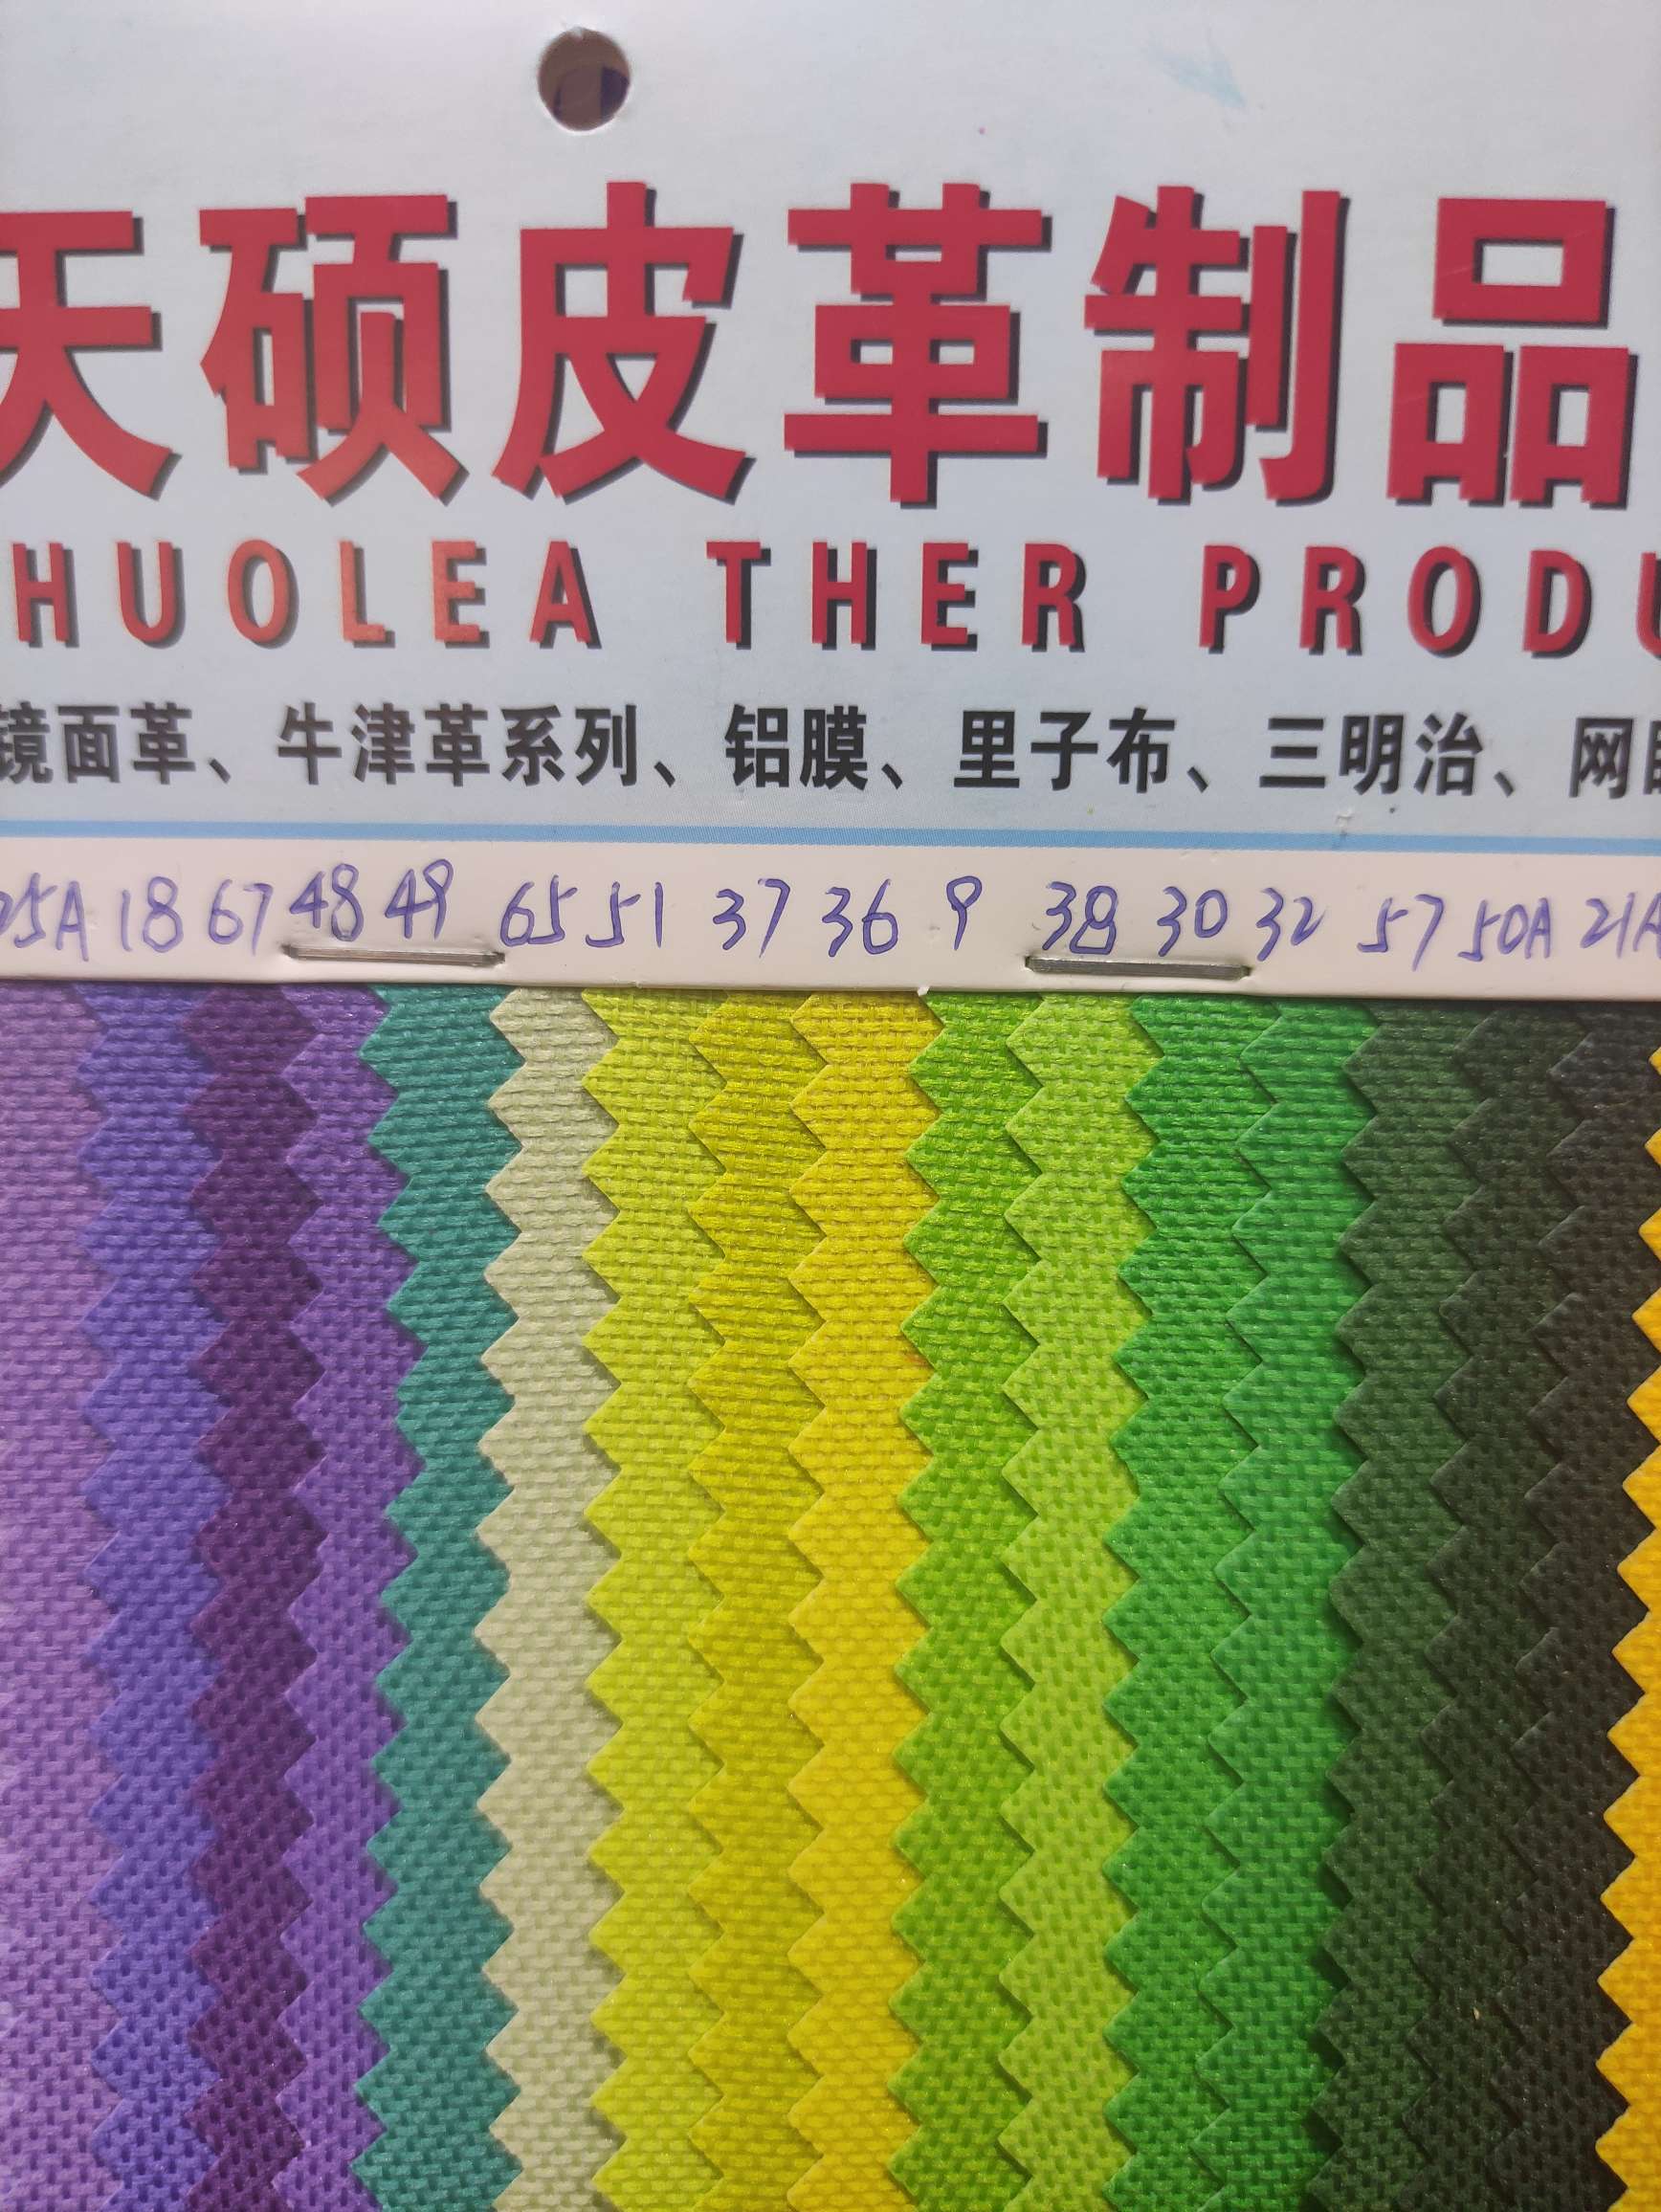 天硕皮革制品
HUOLEA THER PROD
镜面革、牛津革系列、铝膜、里子布、三明治、网
25A 18 67 48 49 65 51 37 36 9 38 30 32 57 50A 21A